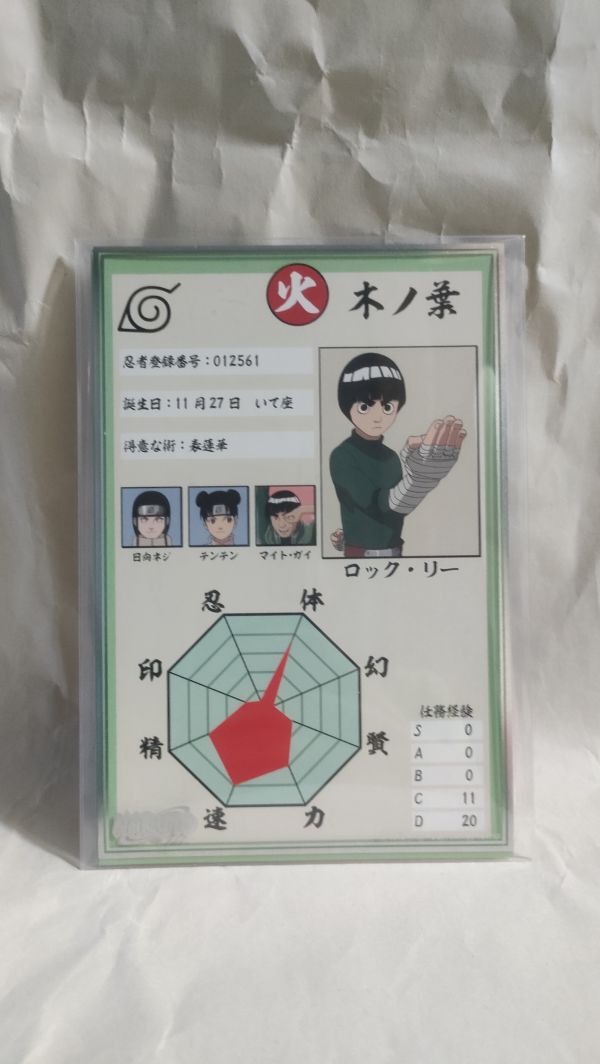 火 木ノ葉
忍者登録番号：012561
誕生日：11月27日 いて座
得意な術：表蓮華
日向ネジ テンテン マイト・ガイ
ロック・リー
忍 体
印 幻
精 賢
速 力
任務経験
S 0
A 0
B 0
C 11
D 20